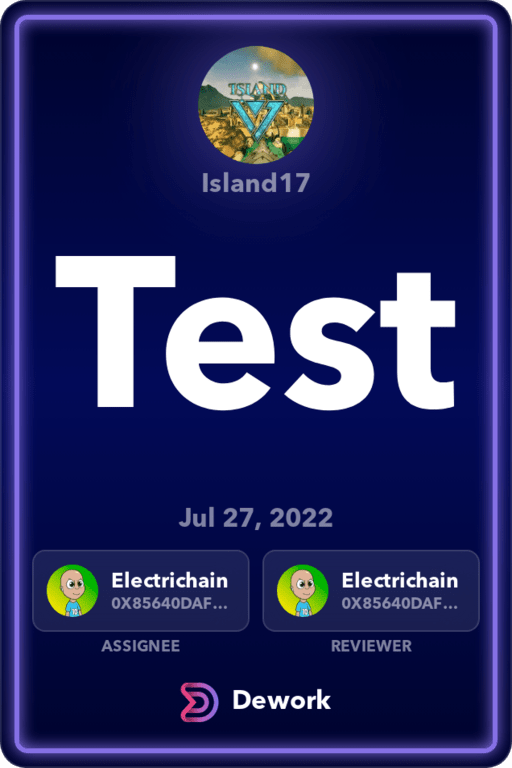 ISLAND
Island17
Test
Jul 27, 2022
Electrichain
0X85640DAF...
Electrichain
0X85640DAF...
ASSIGNEE
REVIEWER
Dework